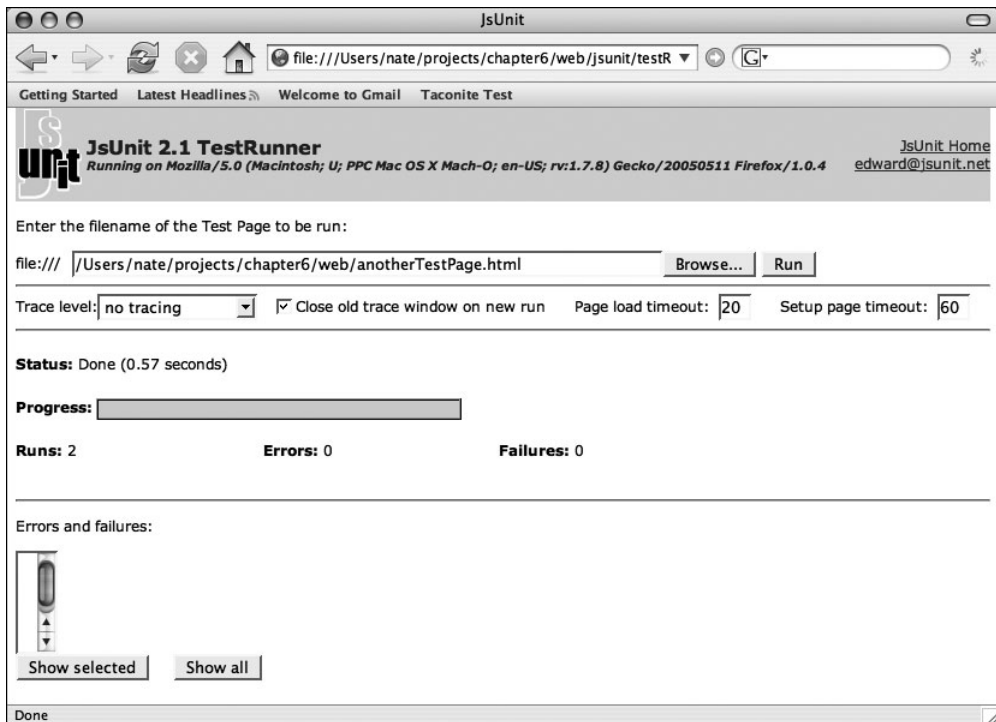 JsUnit
file:///Users/nate/projects/chapter6/web/jsunit/testR
G
Getting Started Latest Headlines Welcome to Gmail Taconite Test
Js unit
JsUnit 2.1 TestRunner
JsUnit Home
Running on Mozilla/5.0 (Macintosh; U; PPC Mac OS X Mach-O; en-US; rv:1.7.8) Gecko/20050511 Firefox/1.0.4
edward@jsunit.net
Enter the filename of the Test Page to be run:
file:/// /Users/nate/projects/chapter6/web/anotherTestPage.html Browse... Run
Trace level: no tracing Close old trace window on new run Page load timeout: 20 Setup page timeout: 60
Status: Done (0.57 seconds)
Progress:
Runs: 2 Errors: 0 Failures: 0
Errors and failures:
Show selected Show all
Done